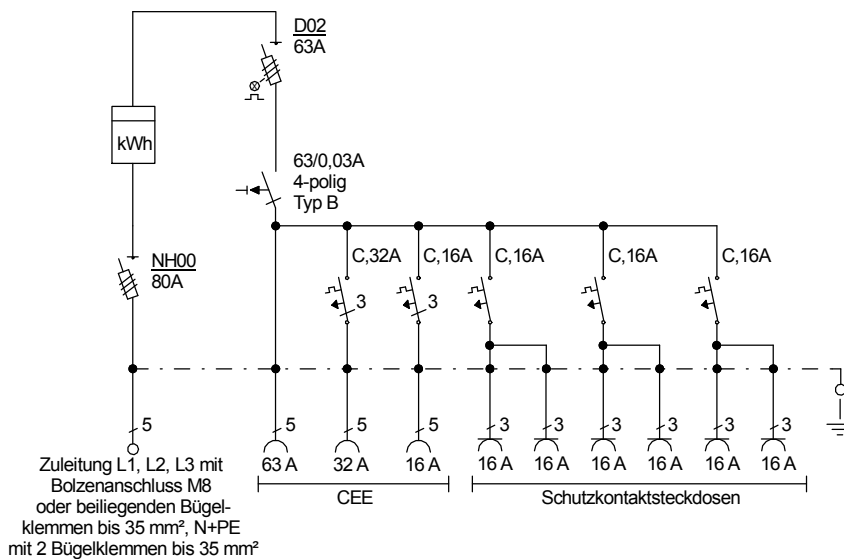 D02
63A
kWh
63/0,03A
4-polig
Typ B
NH00
80A
C,32A
C,16A
C,16A
C,16A
C,16A
3
3
5
5
5
5
3
3
3
3
3
3
63 A
32 A
16 A
16 A
16 A
16 A
16 A
16 A
16 A
CEE
Schutzkontaktsteckdosen
Zuleitung L1, L2, L3 mit
Bolzenanschluss M8
oder beiliegenden Bügel-
klemmen bis 35 mm², N+PE
mit 2 Bügelklemmen bis 35 mm²